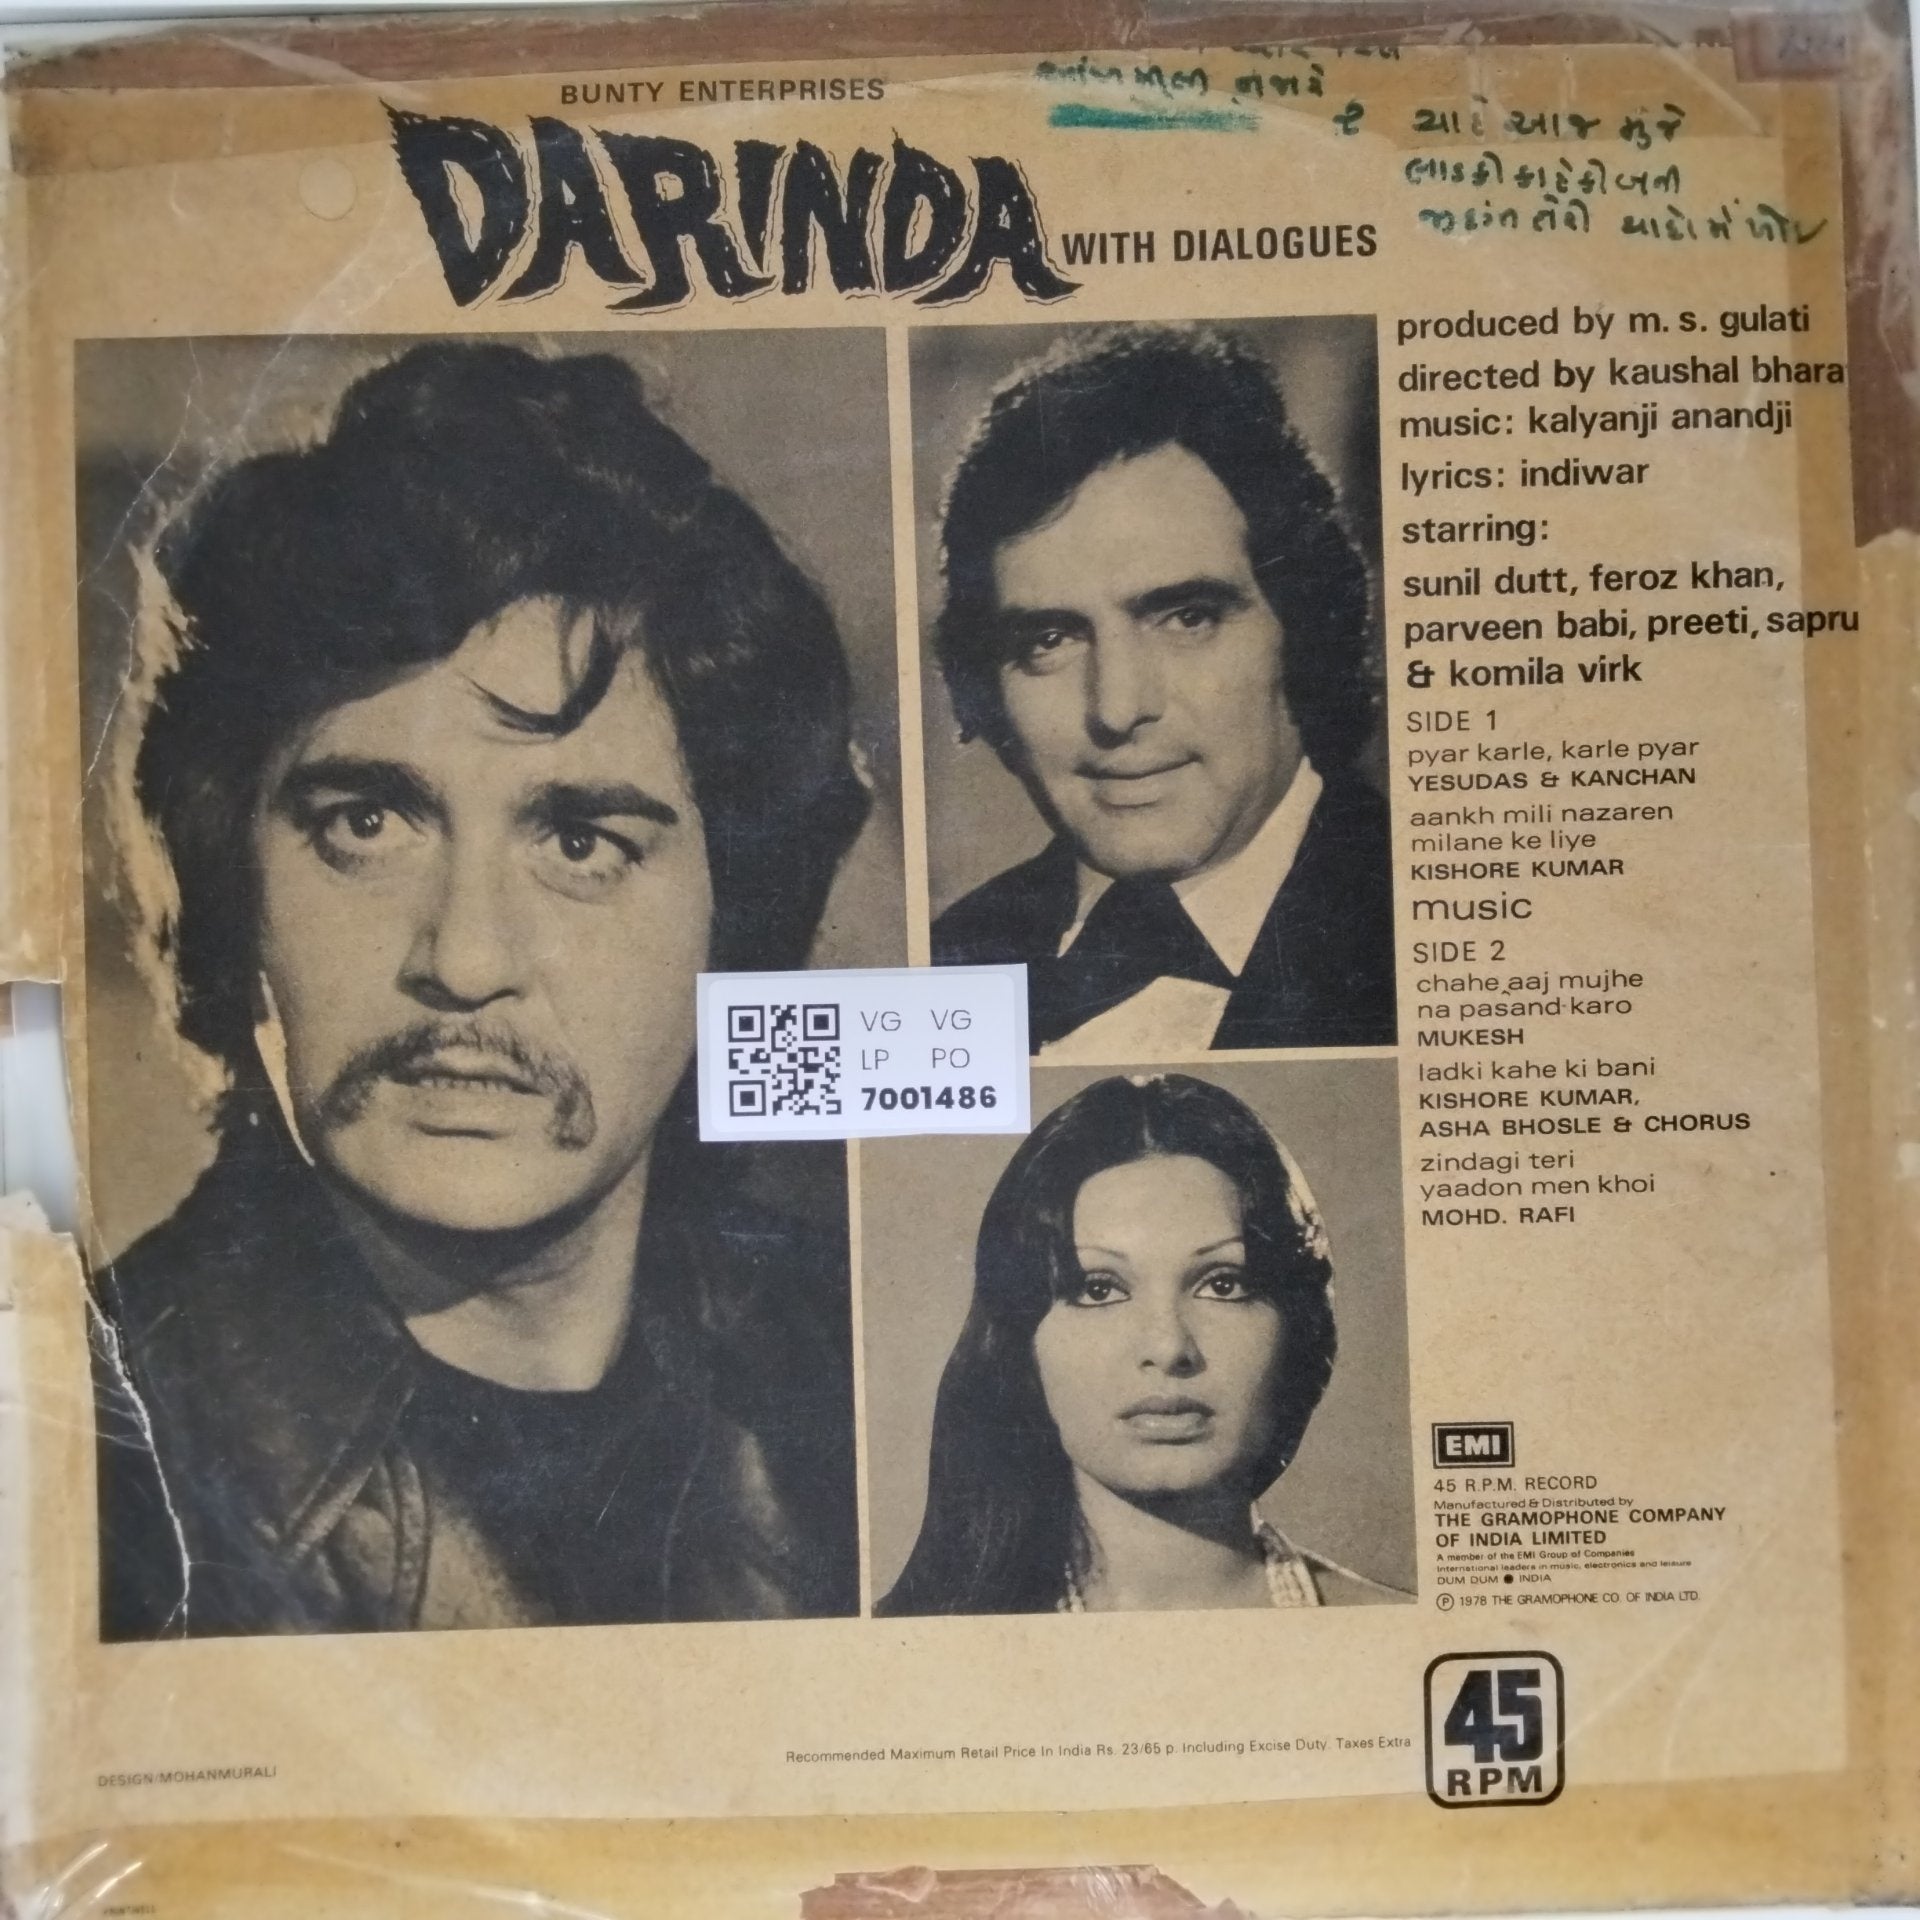 BUNTY ENTERPRISES
DARINDA
WITH DIALOGUES
૨ ચાહે આજ મુંજે
લાડકી કાહે કી બની
produced by m. s. gulati
directed by kaushal bhara
music: kalyanji anandji
lyrics: indiwar
starring:
sunil dutt, feroz khan,
parveen babi, preeti, sapru
& komila virk
SIDE 1
pyar karle, karle pyar
YESUDAS & KANCHAN
aankh mili nazaren
milane ke liye
KISHORE KUMAR
music
SIDE 2
chahe aaj mujhe
na pasand karo
MUKESH
ladki kahe ki bani
KISHORE KUMAR,
ASHA BHOSLE & CHORUS
zindagi teri
yaadon men khoi
MOHD. RAFI
VG VG
LP PO
7001486
EMI
45 R.P.M. RECORD
Manufactured & Distributed by
THE GRAMOPHONE COMPANY
OF INDIA LIMITED
A member of the EMI Group of Companies
International leaders in music, electronics and leisure
DUM DUM ● INDIA
Ⓟ 1978 THE GRAMOPHONE CO. OF INDIA LTD.
45
RPM
Recommended Maximum Retail Price In India Rs. 23/65 p. Including Excise Duty. Taxes Extra
DESIGN/MOHANMURALI